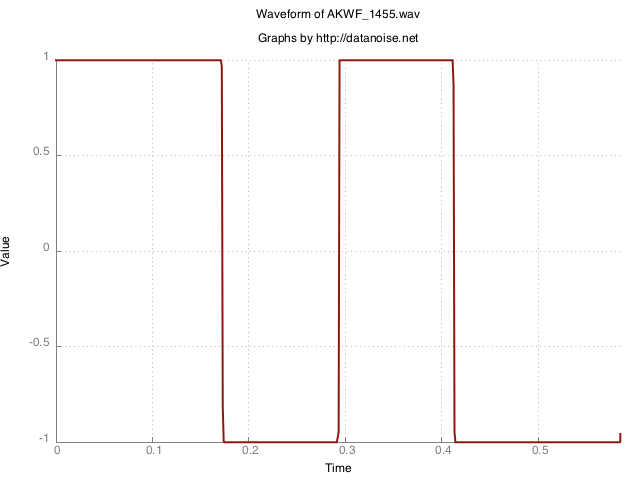 Waveform of AKWF_1455.wav
Graphs by http://datanoise.net
1
0.5
0
-0.5
-1
Value
0 0.1 0.2 0.3 0.4 0.5
Time